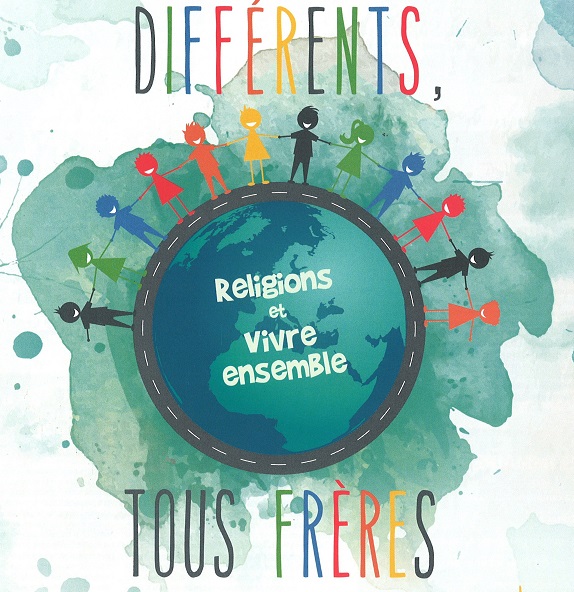 DIFFÉRENTS,
Religions
et
Vivre
ensemble
TOUS FRÈRES